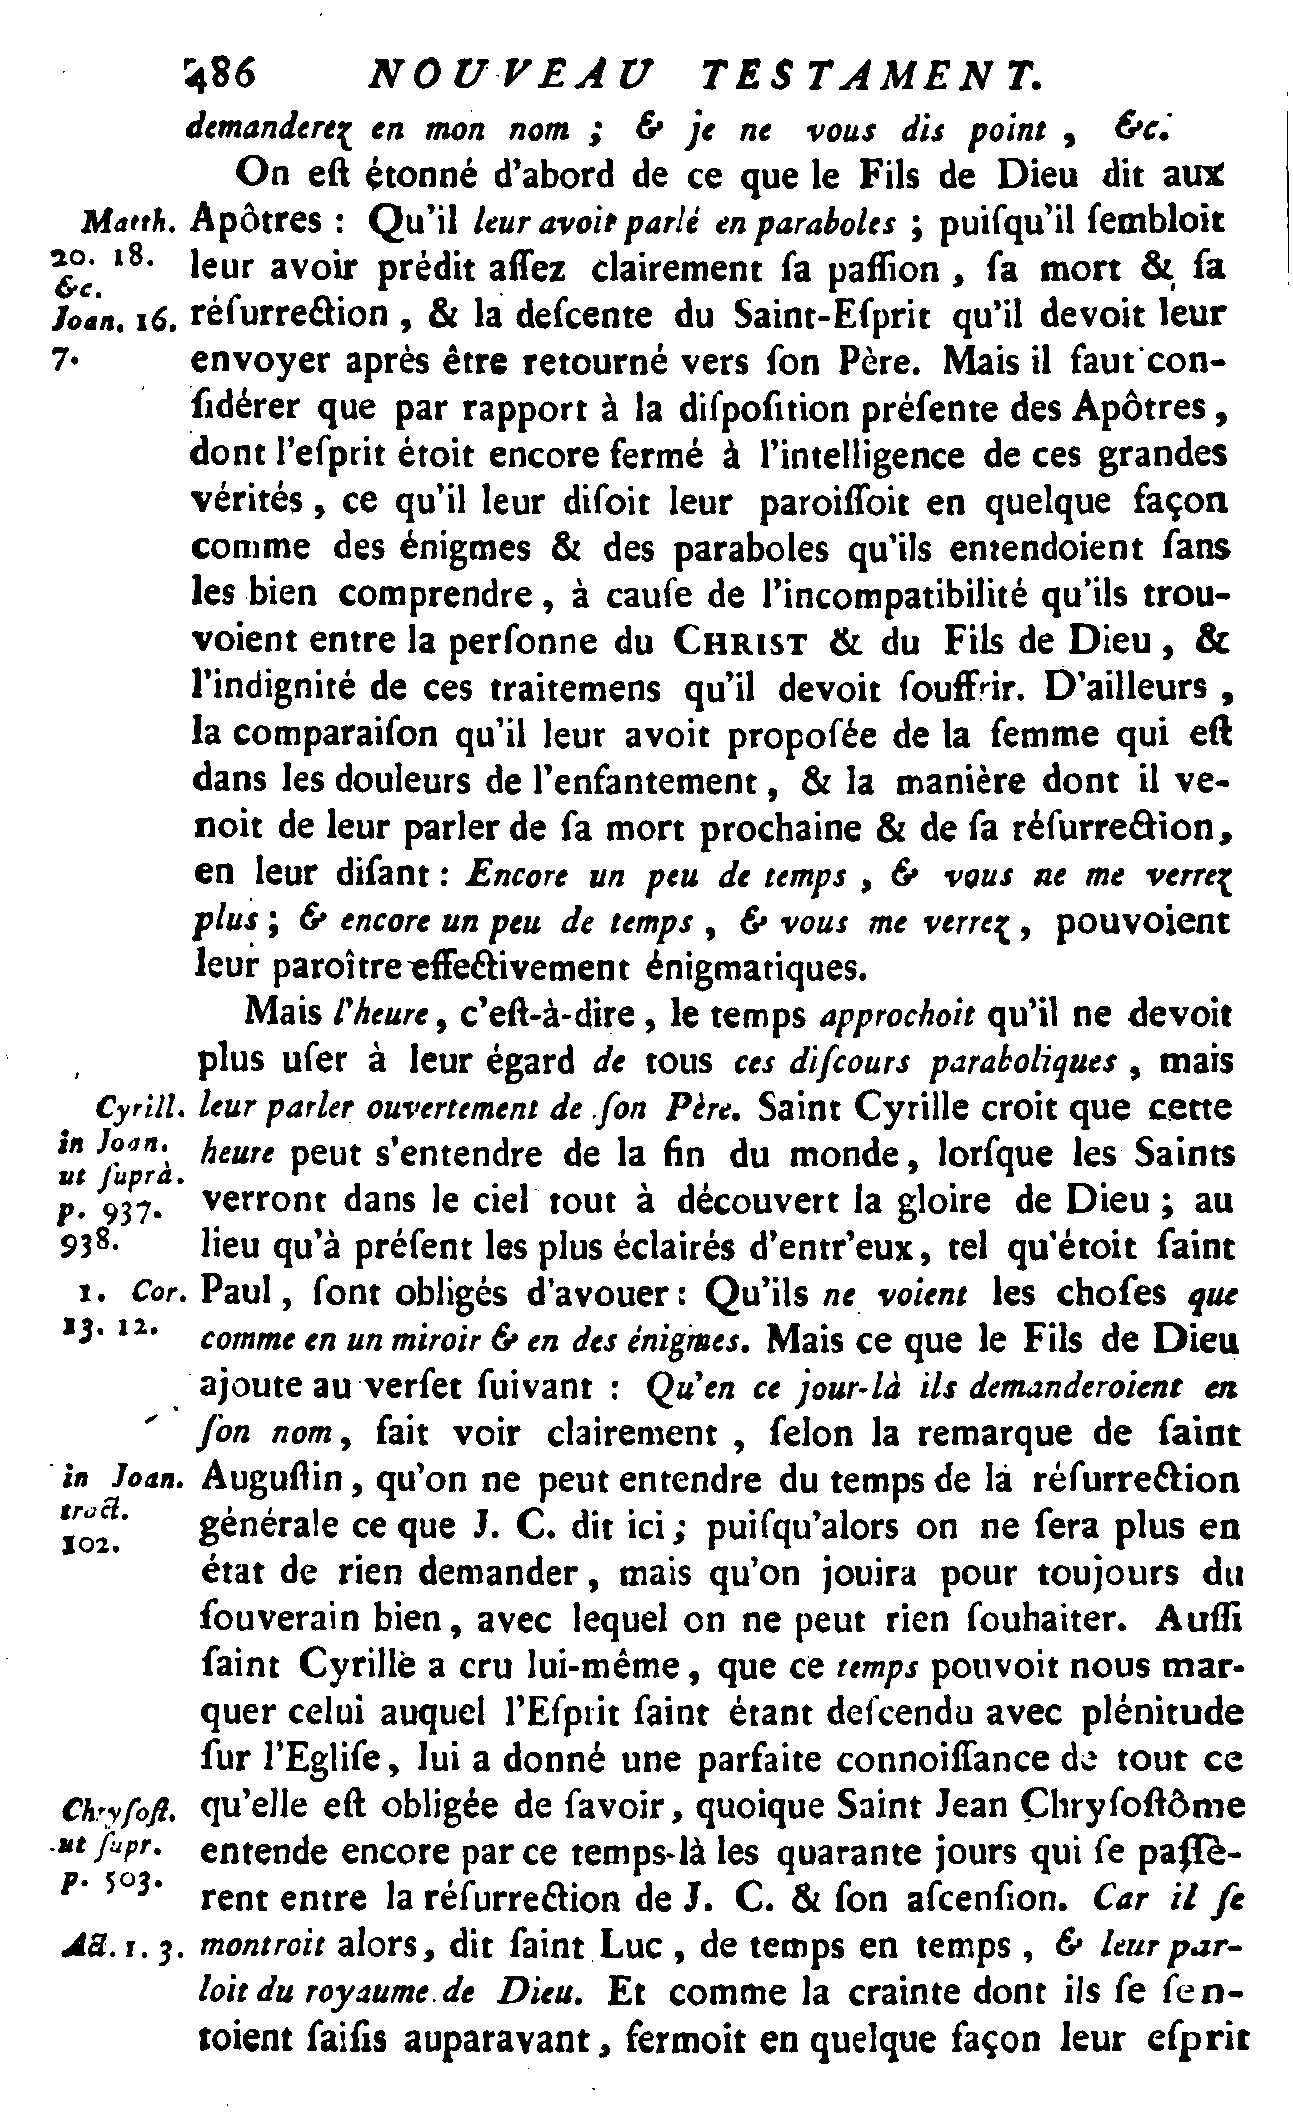 486 NOUVEAU TESTAMENT.
demanderez en mon nom ; & je ne vous dis point , &c.
On eſt étonné d'abord de ce que le Fils de Dieu dit aux
Matth. Apôtres : Qu'il leur avoit parlé en paraboles ; puiſqu'il ſembloit
20. 18. leur avoir prédit aſſez clairement ſa paſſion , ſa mort & ſa
&c.
Joan. 16. réſurrection , & la deſcente du Saint-Eſprit qu'il devoit leur
7. envoyer après être retourné vers ſon Père. Mais il faut con-
ſidérer que par rapport à la diſpoſition préſente des Apôtres ,
dont l'eſprit étoit encore fermé à l'intelligence de ces grandes
vérités , ce qu'il leur diſoit leur paroiſſoit en quelque façon
comme des énigmes & des paraboles qu'ils entendoient ſans
les bien comprendre , à cauſe de l'incompatibilité qu'ils trou-
voient entre la perſonne du CHRIST & du Fils de Dieu , &
l'indignité de ces traitemens qu'il devoit ſouffrir. D'ailleurs ,
la comparaiſon qu'il leur avoit propoſée de la femme qui eſt
dans les douleurs de l'enfantement , & la manière dont il ve-
noit de leur parler de ſa mort prochaine & de ſa réſurrection,
en leur diſant : Encore un peu de temps , & vous ne me verrez
plus ; & encore un peu de temps , & vous me verrez , pouvoient
leur paroître effectivement énigmatiques.
Mais l'heure , c'eſt-à-dire , le temps approchoit qu'il ne devoit
plus uſer à leur égard de tous ces diſcours paraboliques , mais
Cyrill. leur parler ouvertement de ſon Père. Saint Cyrille croit que cette
in Joan. heure peut s'entendre de la fin du monde , lorſque les Saints
ut ſuprà.
p. 937. verront dans le ciel tout à découvert la gloire de Dieu ; au
938. lieu qu'à préſent les plus éclairés d'entr'eux , tel qu'étoit ſaint
1. Cor. Paul , ſont obligés d'avouer : Qu'ils ne voient les choſes que
13. 12. comme en un miroir & en des énigmes. Mais ce que le Fils de Dieu
ajoute au verſet ſuivant : Qu'en ce jour-là ils demanderoient en
ſon nom , fait voir clairement , ſelon la remarque de ſaint
in Joan. Auguſtin , qu'on ne peut entendre du temps de la réſurrection
tract.
102. générale ce que J. C. dit ici ; puiſqu'alors on ne ſera plus en
état de rien demander , mais qu'on jouira pour toujours du
ſouverain bien , avec lequel on ne peut rien ſouhaiter. Auſſi
ſaint Cyrille a cru lui-même , que ce temps pouvoit nous mar-
quer celui auquel l'Eſprit ſaint étant deſcendu avec plénitude
ſur l'Egliſe , lui a donné une parfaite connoiſſance de tout ce
Chryſoſt. qu'elle eſt obligée de ſavoir , quoique Saint Jean Chryſoſtôme
ut ſupr. entende encore par ce temps-là les quarante jours qui ſe paſſè-
p. 503. rent entre la réſurrection de J. C. & ſon aſcenſion. Car il ſe
Act. 1. 3. montroit alors , dit ſaint Luc , de temps en temps , & leur par-
loit du royaume de Dieu. Et comme la crainte dont ils ſe ſen-
toient ſaiſis auparavant , fermoit en quelque façon leur eſprit